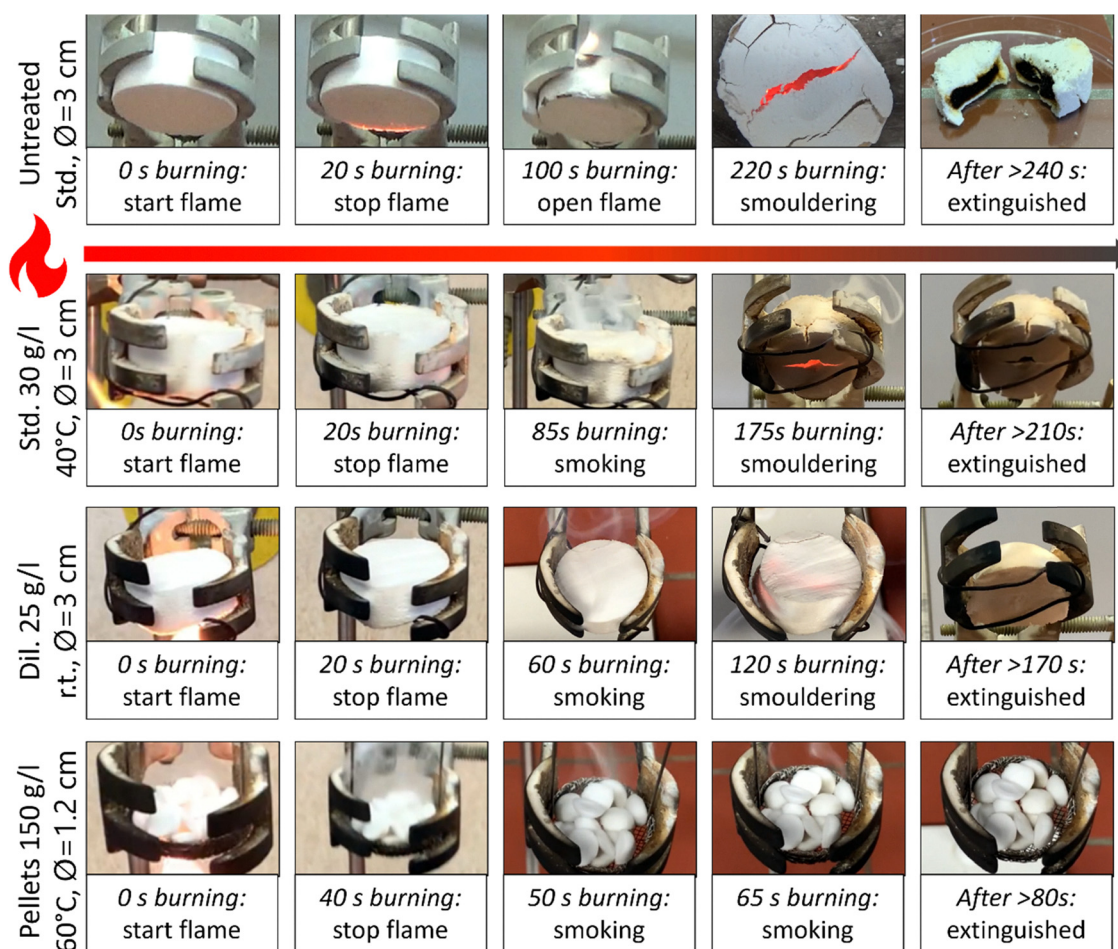 Untreated
Std., Ø=3 cm
0 s burning:
start flame
20 s burning:
stop flame
100 s burning:
open flame
220 s burning:
smouldering
After >240 s:
extinguished
Std. 30 g/l
40°C, Ø=3 cm
0s burning:
start flame
20s burning:
stop flame
85s burning:
smoking
175s burning:
smouldering
After >210s:
extinguished
Dil. 25 g/l
r.t., Ø=3 cm
0 s burning:
start flame
20 s burning:
stop flame
60 s burning:
smoking
120 s burning:
smouldering
After >170 s:
extinguished
Pellets 150 g/l
60°C, Ø=1.2 cm
0 s burning:
start flame
40 s burning:
stop flame
50 s burning:
smoking
65 s burning:
smoking
After >80s:
extinguished